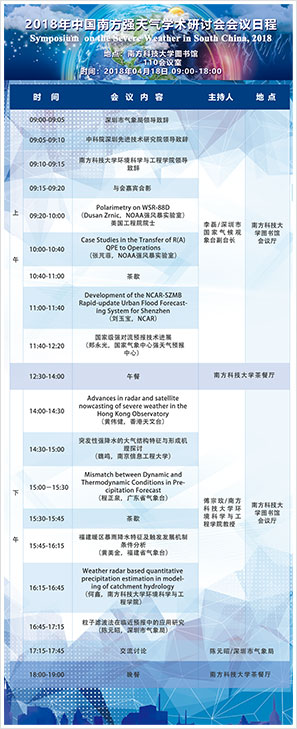 2018年中国南方强天气学术研讨会会议日程
Symposium on the Severe Weather in South China, 2018
地点：南方科技大学图书馆
110会议室
时间：2018年04月18日 09:00-18:00
时 间 会 议 内 容 主持人 地 点
上
午
09:00-09:05 深圳市气象局领导致辞
09:05-09:10 中科院深圳先进技术研究院领导致辞
09:10-09:15 南方科技大学环境科学与工程学院领导
致辞
09:15-09:20 与会嘉宾合影
09:20-10:00 Polarimetry on WSR-88D
(Dusan Zrnic，NOAA强风暴实验室)
美国工程院院士
李磊/深圳市
国家气候观
象台副台长
南方科技大
学图书馆
会议厅
10:00-10:40 Case Studies in the Transfer of R(A)
QPE to Operations
（张芃菲，NOAA强风暴实验室）
10:40-11:00 茶歇
11:00-11:40 Development of the NCAR-SZMB
Rapid-update Urban Flood Forecast-
ing System for Shenzhen
（刘玉宝，NCAR）
11:40-12:20 国家级强对流预报技术进展
（郑永光，国家气象中心强天气预报
中心）
12:30-14:00 午餐 南方科技大学茶餐厅
下
午
14:00-14:30 Advances in radar and satellite
nowcasting of severe weather in the
Hong Kong Observatory
（黄伟健，香港天文台）
14:30-15:00 突发性强降水的大气结构特征与形成机
理探讨
（魏鸣，南京信息工程大学）
15:00－15:30 Mismatch between Dynamic and
Thermodynamic Conditions in Pre-
cipitation Forecast
（程正泉，广东省气象台）
15:30-15:45 茶歇
傅宗玫/南方
科技大学环
境科学与工
程学院教授
南方科技大
学图书馆
会议厅
15:45-16:15 福建暖区暴雨降水特征及触发发展机制
条件分析
（黄美金，福建省气象台）
16:15-16:45 Weather radar based quantitative
precipitation estimation in model-
ing of catchment hydrology
（何鑫，南方科技大学环境科学与工
程学院）
16:45-17:15 粒子滤波法在临近预报中的应用研究
（陈元昭，深圳市气象局）
17:15-17:45 交流讨论 陈元昭/深圳市气象局
18:00-19:00 晚餐 南方科技大学茶餐厅